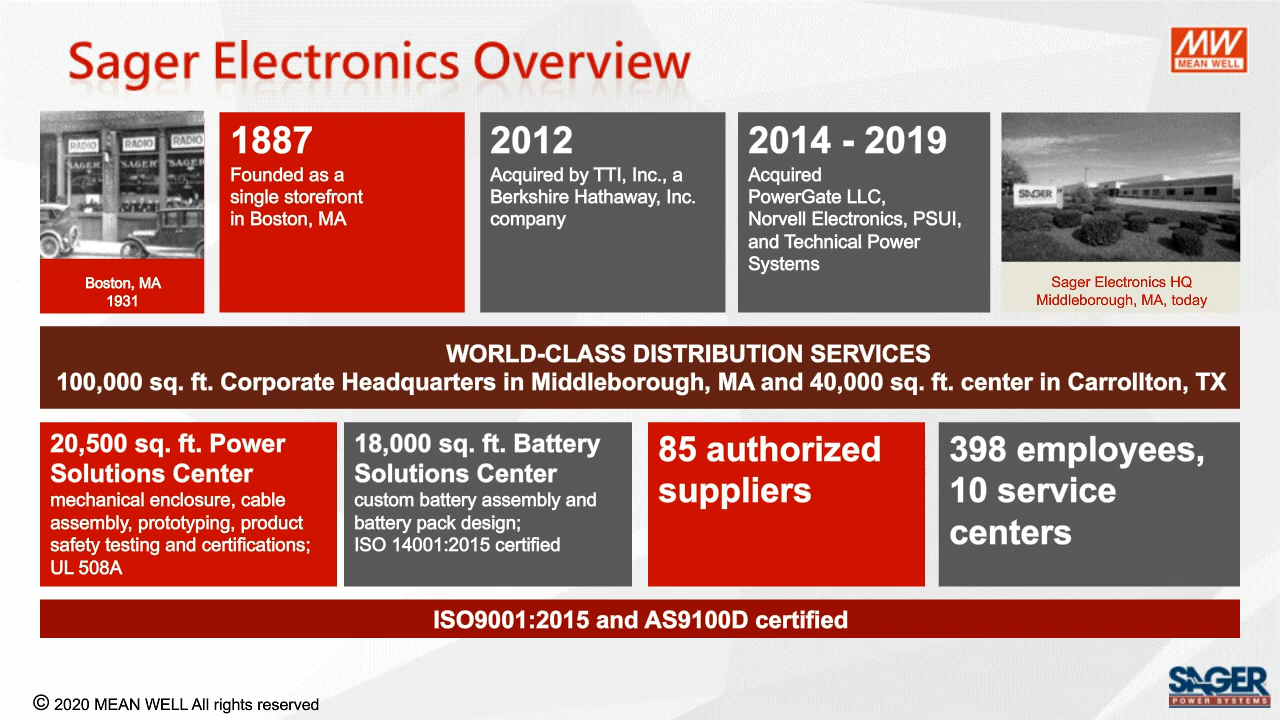 Sager Electronics Overview
MW
MEAN WELL
RADIO
RADIO
RADIO
SAGER
SAGER
SAGER
Boston, MA
1931
1887
Founded as a
single storefront
in Boston, MA
2012
Acquired by TTI, Inc., a
Berkshire Hathaway, Inc.
company
2014 - 2019
Acquired
PowerGate LLC,
Norvell Electronics, PSUI,
and Technical Power
Systems
SAGER
Sager Electronics HQ
Middleborough, MA, today
WORLD-CLASS DISTRIBUTION SERVICES
100,000 sq. ft. Corporate Headquarters in Middleborough, MA and 40,000 sq. ft. center in Carrollton, TX
20,500 sq. ft. Power
Solutions Center
mechanical enclosure, cable
assembly, prototyping, product
safety testing and certifications;
UL 508A
18,000 sq. ft. Battery
Solutions Center
custom battery assembly and
battery pack design;
ISO 14001:2015 certified
85 authorized
suppliers
398 employees,
10 service
centers
ISO9001:2015 and AS9100D certified
© 2020 MEAN WELL All rights reserved
SAGER
POWER SYSTEMS